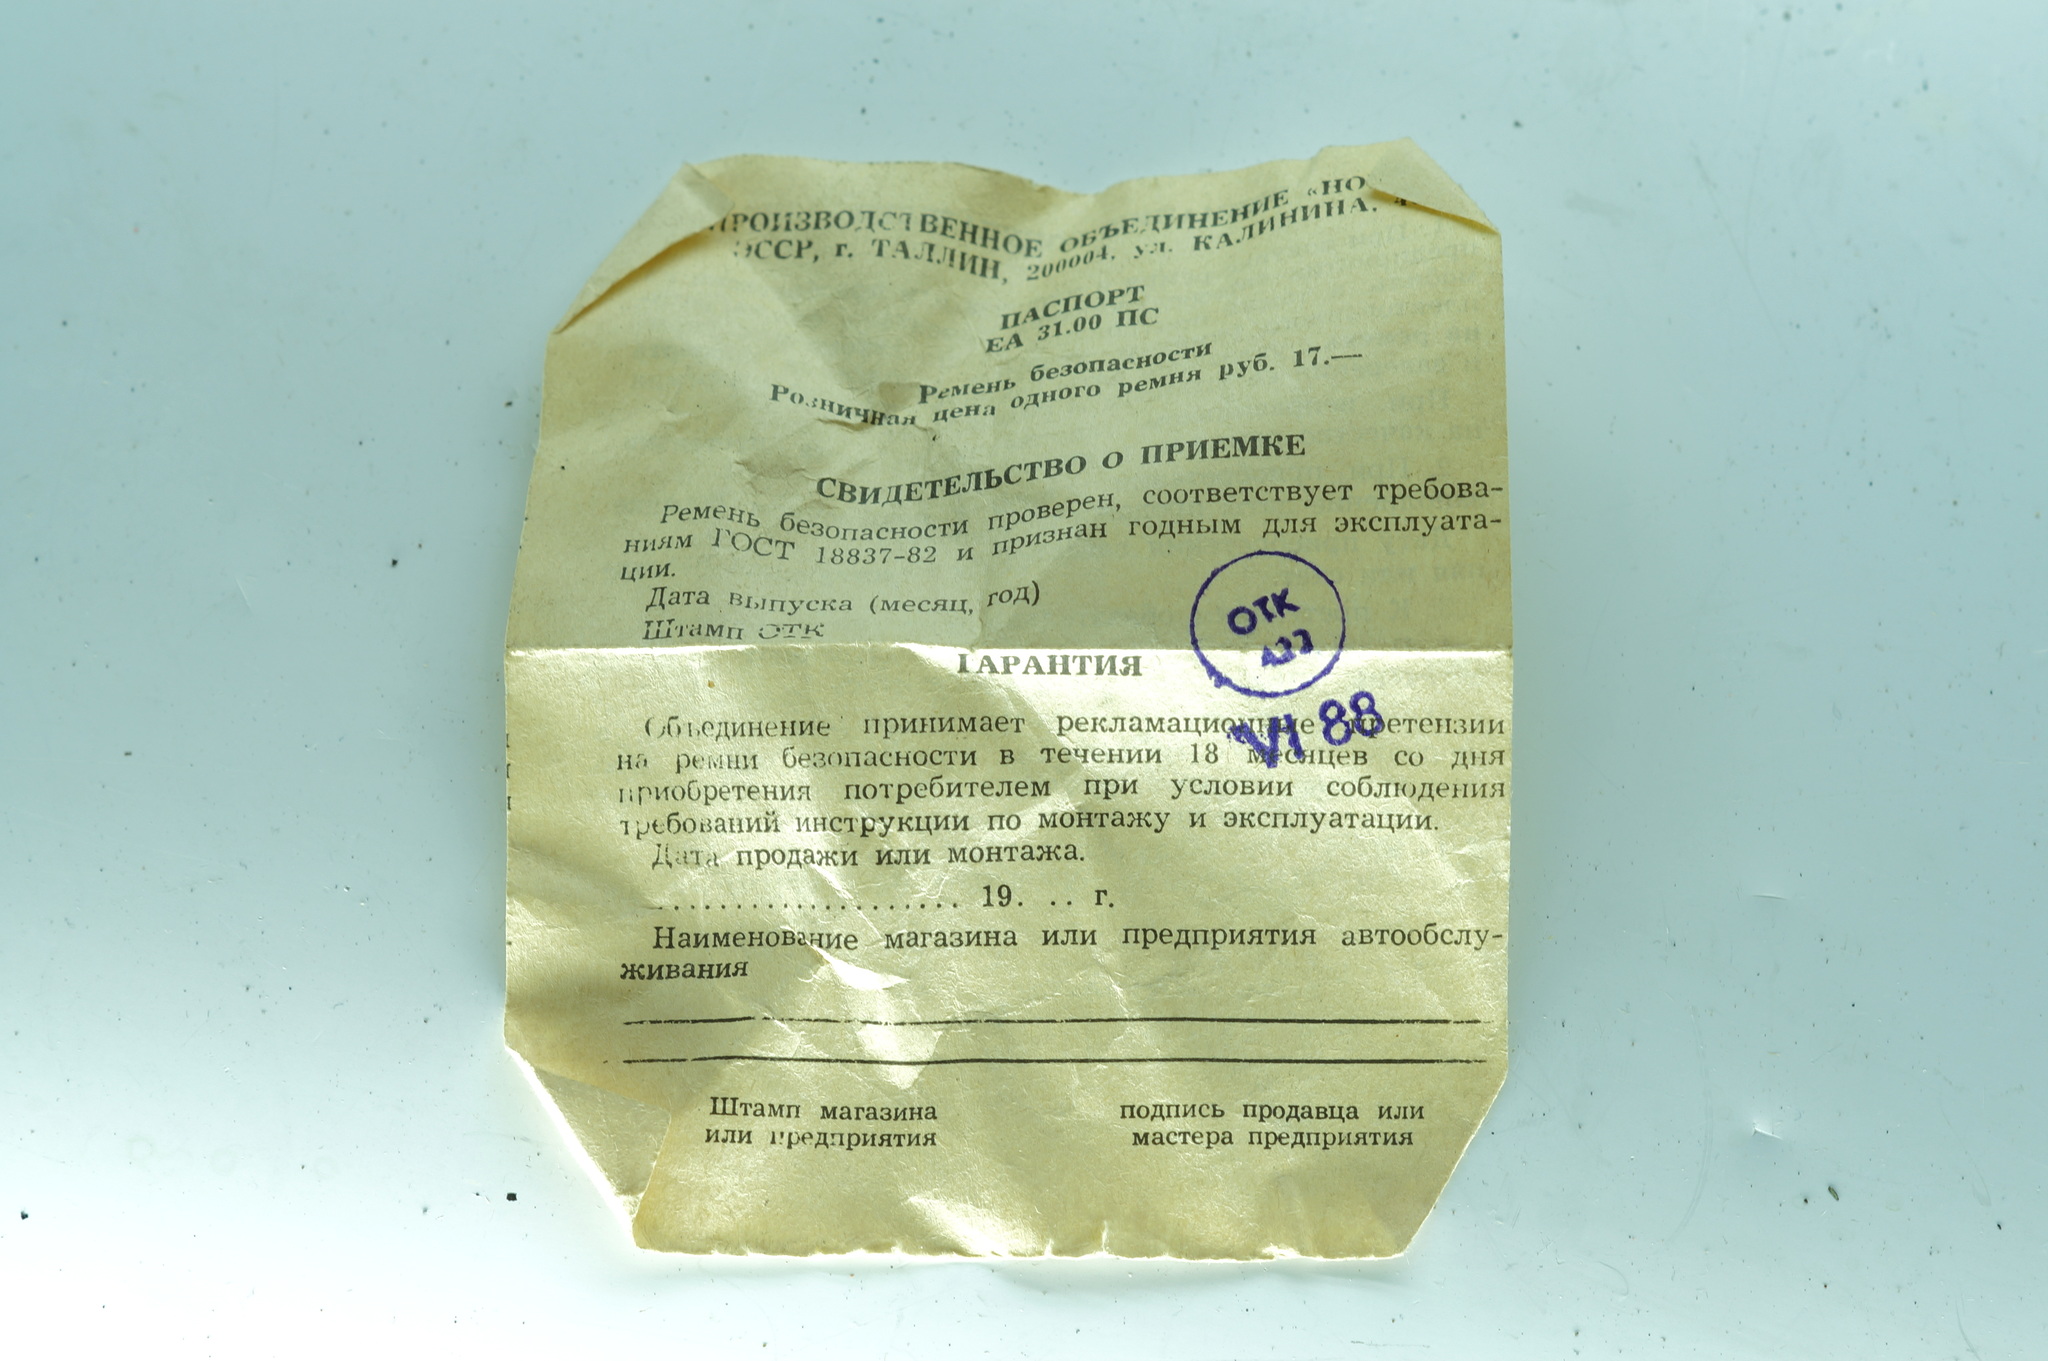 ПРОИЗВОДСТВЕННОЕ ОБЪЕДИНЕНИЕ «НО
ЭССР, г. ТАЛЛИН, 200004, ул. КАЛИНИНА,
ПАСПОРТ
ЕА 31.00 ПС
Ремень безопасности
Розничная цена одного ремня руб. 17.—
СВИДЕТЕЛЬСТВО О ПРИЕМКЕ
Ремень безопасности проверен, соответствует требова-
ниям ГОСТ 18837-82 и признан годным для эксплуата-
ции.
Дата выпуска (месяц, год)
Штамп ОТК
ОТК
VI 88
ГАРАНТИЯ
Объединение принимает рекламационные претензии
на ремни безопасности в течении 18 месяцев со дня
приобретения потребителем при условии соблюдения
требований инструкции по монтажу и эксплуатации.
Дата продажи или монтажа.
..................... 19. .. г.
Наименование магазина или предприятия автообслу-
живания
Штамп магазина
или предприятия
подпись продавца или
мастера предприятия